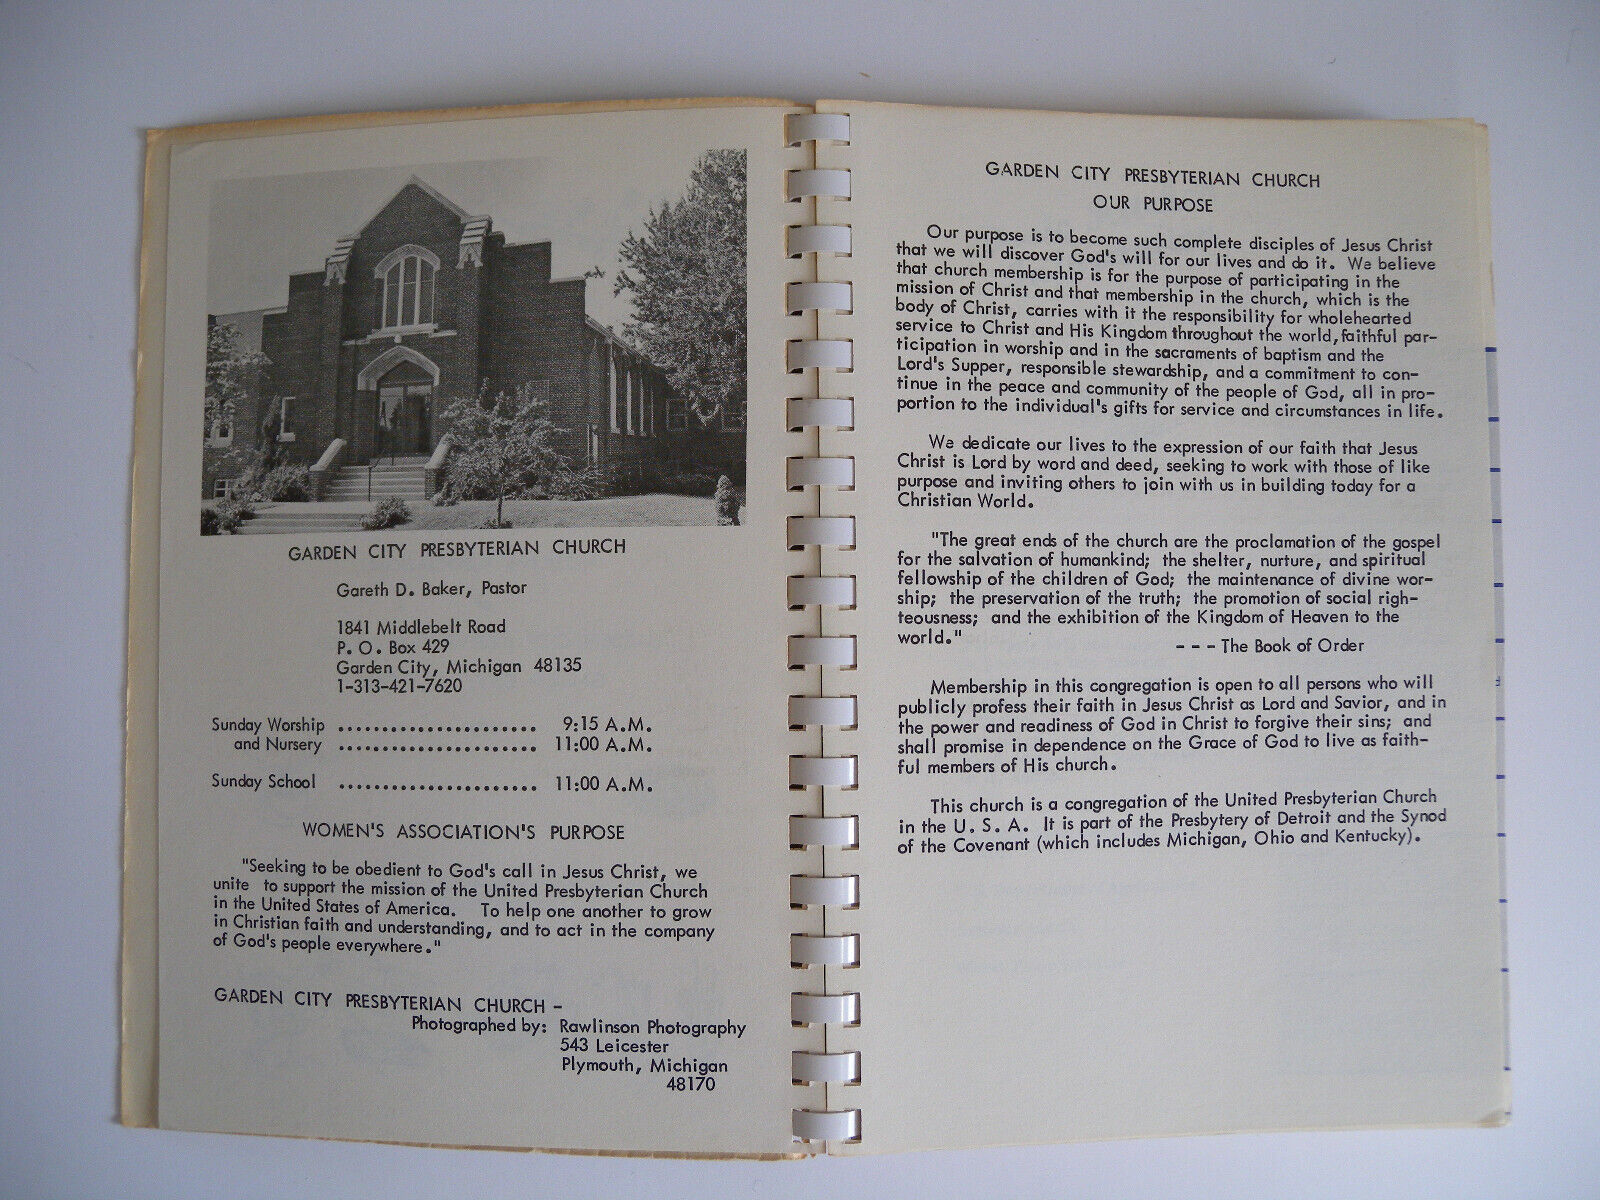 GARDEN CITY PRESBYTERIAN CHURCH
Gareth D. Baker, Pastor
1841 Middlebelt Road
P. O. Box 429
Garden City, Michigan 48135
1-313-421-7620
Sunday Worship ....................... 9:15 A.M.
and Nursery ....................... 11:00 A.M.
Sunday School ....................... 11:00 A.M.
WOMEN'S ASSOCIATION'S PURPOSE
"Seeking to be obedient to God's call in Jesus Christ, we
unite to support the mission of the United Presbyterian Church
in the United States of America. To help one another to grow
in Christian faith and understanding, and to act in the company
of God's people everywhere."
GARDEN CITY PRESBYTERIAN CHURCH -
Photographed by: Rawlinson Photography
543 Leicester
Plymouth, Michigan
48170
GARDEN CITY PRESBYTERIAN CHURCH
OUR PURPOSE
Our purpose is to become such complete disciples of Jesus Christ
that we will discover God's will for our lives and do it. We believe
that church membership is for the purpose of participating in the
mission of Christ and that membership in the church, which is the
body of Christ, carries with it the responsibility for wholehearted
service to Christ and His Kingdom throughout the world, faithful par-
ticipation in worship and in the sacraments of baptism and the
Lord's Supper, responsible stewardship, and a commitment to con-
tinue in the peace and community of the people of God, all in pro-
portion to the individual's gifts for service and circumstances in life.
We dedicate our lives to the expression of our faith that Jesus
Christ is Lord by word and deed, seeking to work with those of like
purpose and inviting others to join with us in building today for a
Christian World.
"The great ends of the church are the proclamation of the gospel
for the salvation of humankind; the shelter, nurture, and spiritual
fellowship of the children of God; the maintenance of divine wor-
ship; the preservation of the truth; the promotion of social righ-
teousness; and the exhibition of the Kingdom of Heaven to the
world."
- - - The Book of Order
Membership in this congregation is open to all persons who will
publicly profess their faith in Jesus Christ as Lord and Savior, and in
the power and readiness of God in Christ to forgive their sins; and
shall promise in dependence on the Grace of God to live as faith-
ful members of His church.
This church is a congregation of the United Presbyterian Church
in the U. S. A. It is part of the Presbytery of Detroit and the Synod
of the Covenant (which includes Michigan, Ohio and Kentucky).